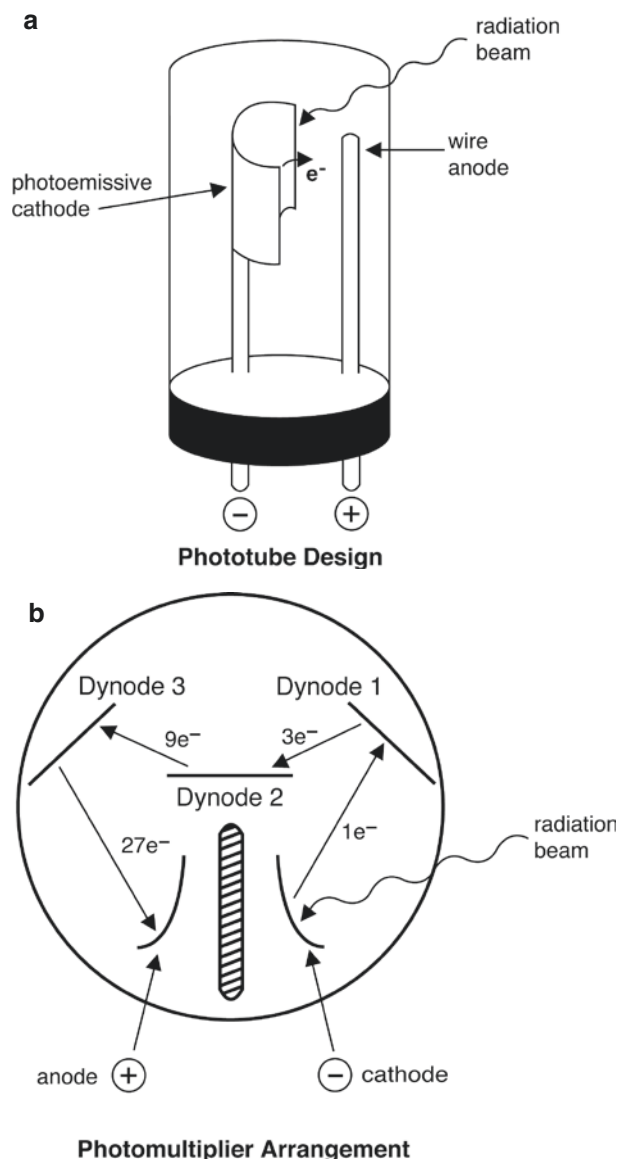 a
radiation
beam
wire
anode
photoemissive
cathode
e⁻
−
+
Phototube Design
b
Dynode 3
Dynode 1
9e⁻
3e⁻
Dynode 2
27e⁻
1e⁻
radiation
beam
anode +
− cathode
Photomultiplier Arrangement